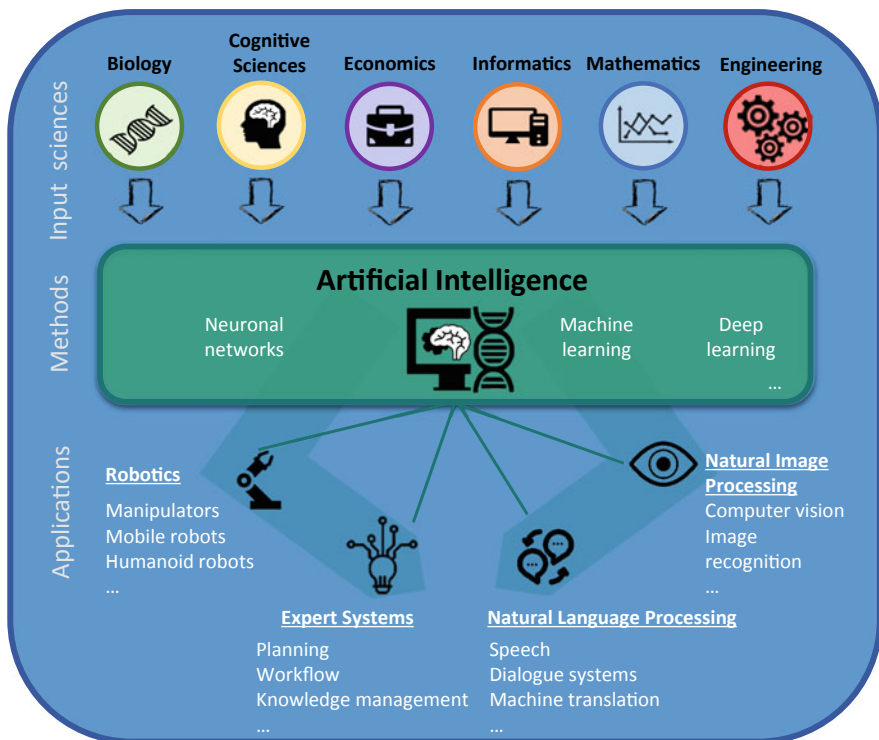 Input sciences
Biology
Cognitive
Sciences
Economics
Informatics
Mathematics
Engineering
Methods
Artificial Intelligence
Neuronal
networks
Machine
learning
Deep
learning
...
Applications
Robotics
Manipulators
Mobile robots
Humanoid robots
...
Expert Systems
Planning
Workflow
Knowledge management
...
Natural Language Processing
Speech
Dialogue systems
Machine translation
...
Natural Image
Processing
Computer vision
Image
recognition
...